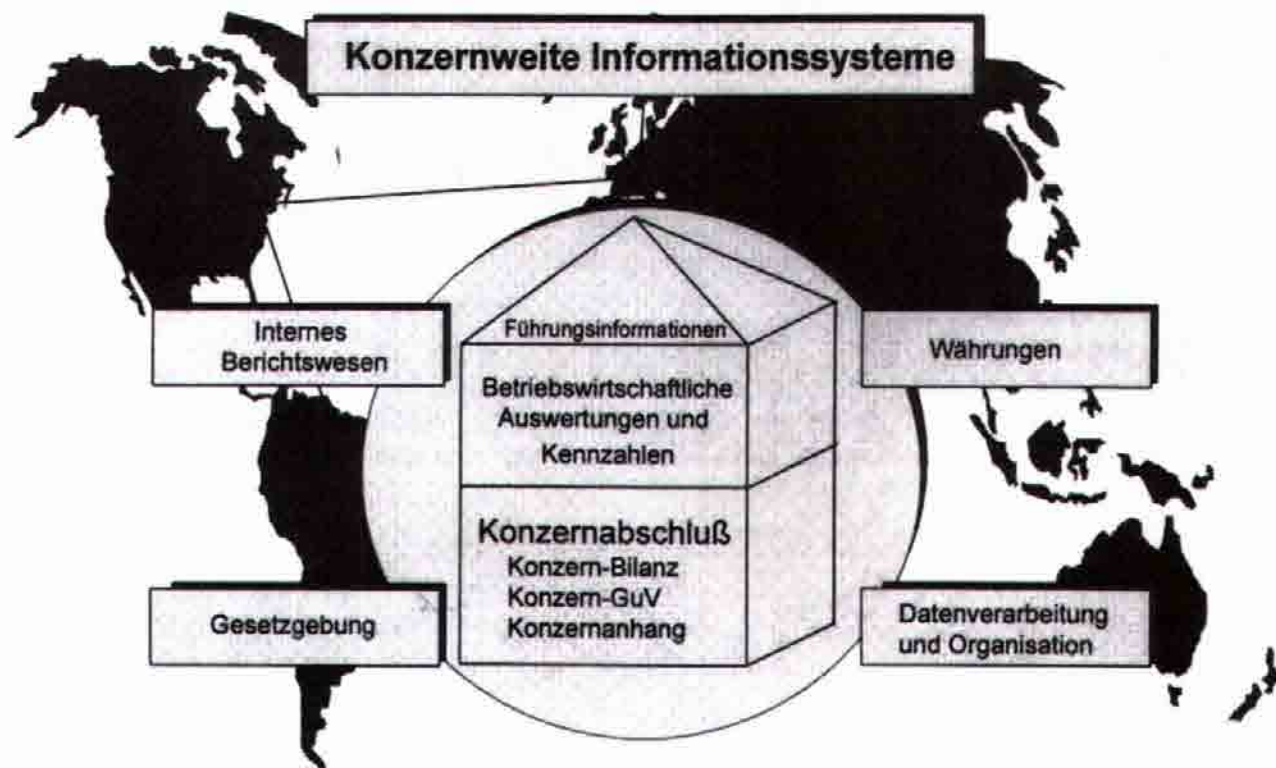 Konzernweite Informationssysteme
Internes
Berichtswesen
Führungsinformationen
Währungen
Betriebswirtschaftliche
Auswertungen und
Kennzahlen
Konzernabschluß
Konzern-Bilanz
Konzern-GuV
Konzernanhang
Gesetzgebung
Datenverarbeitung
und Organisation